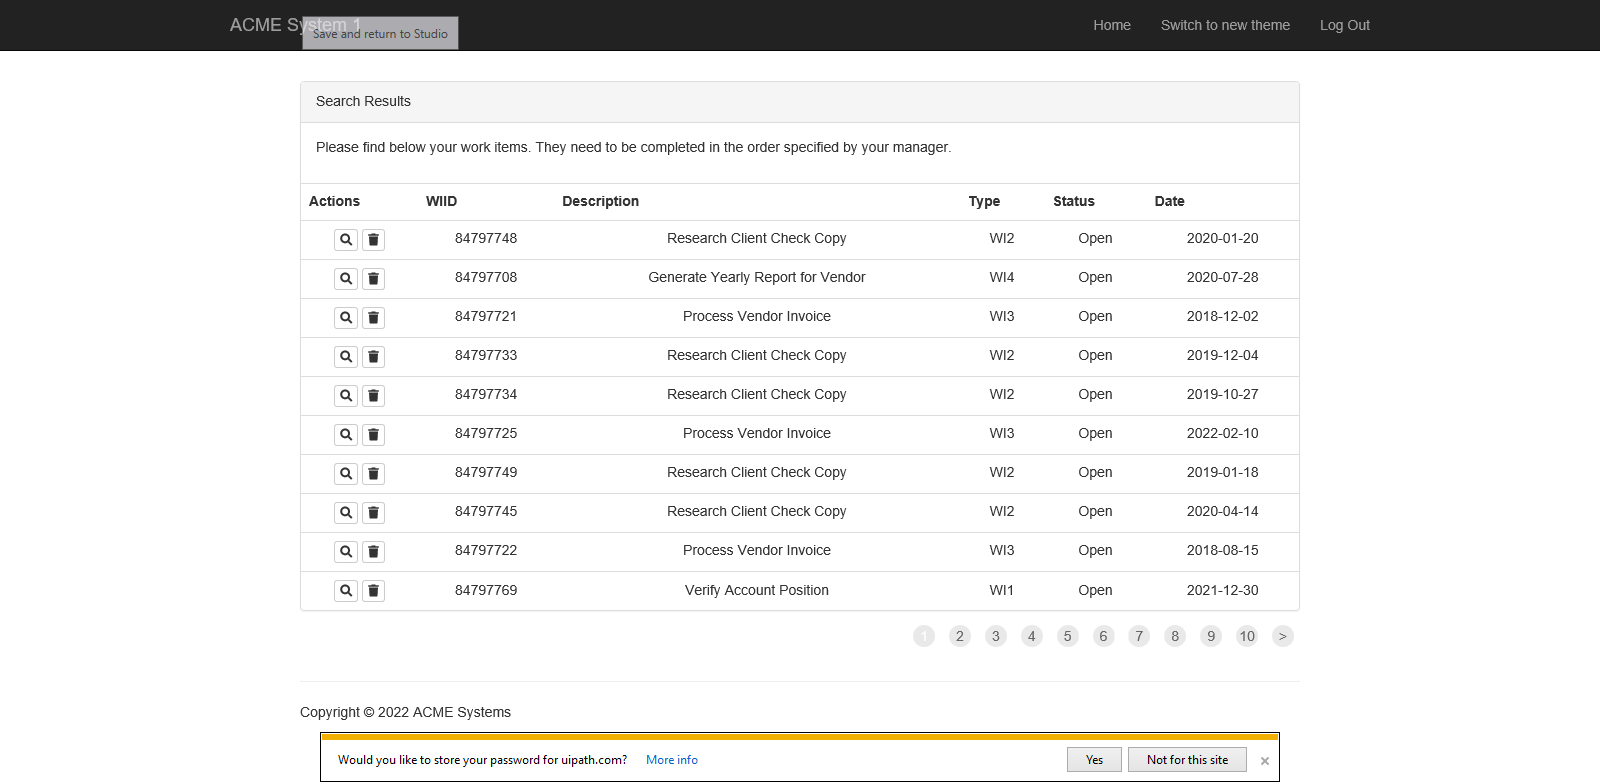 ACME System 1 Home Switch to new theme Log Out
Save and return to Studio
Search Results
Please find below your work items. They need to be completed in the order specified by your manager.
Actions WIID Description Type Status Date
84797748 Research Client Check Copy WI2 Open 2020-01-20
84797708 Generate Yearly Report for Vendor WI4 Open 2020-07-28
84797721 Process Vendor Invoice WI3 Open 2018-12-02
84797733 Research Client Check Copy WI2 Open 2019-12-04
84797734 Research Client Check Copy WI2 Open 2019-10-27
84797725 Process Vendor Invoice WI3 Open 2022-02-10
84797749 Research Client Check Copy WI2 Open 2019-01-18
84797745 Research Client Check Copy WI2 Open 2020-04-14
84797722 Process Vendor Invoice WI3 Open 2018-08-15
84797769 Verify Account Position WI1 Open 2021-12-30
1 2 3 4 5 6 7 8 9 10 >
Copyright © 2022 ACME Systems
Would you like to store your password for uipath.com? More info Yes Not for this site ×